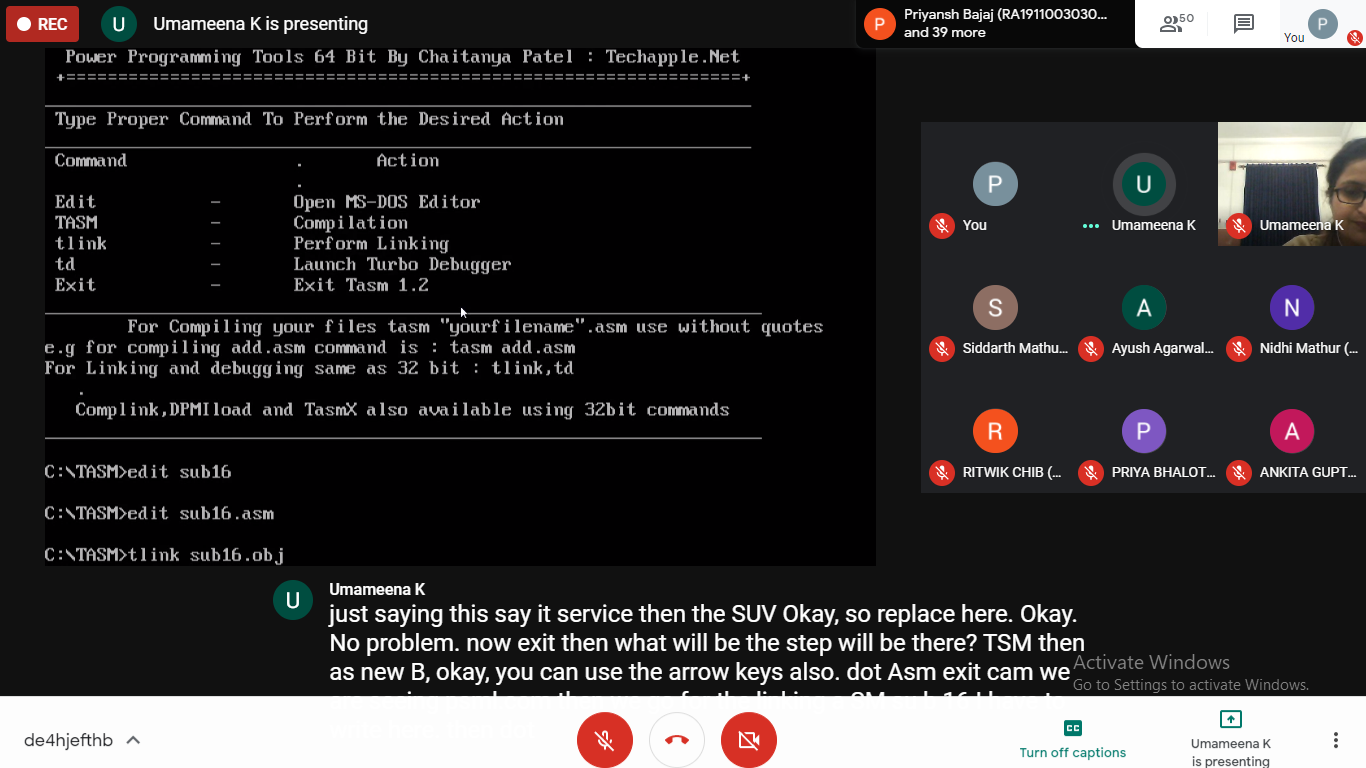 REC
U
Umameena K is presenting
P
Priyansh Bajaj (RA1911003030...
and 39 more
50
P
You
Power Programming Tools 64 Bit By Chaitanya Patel : Techapple.Net
+=================================================================+
Type Proper Command To Perform the Desired Action
Command . Action
.
Edit - Open MS-DOS Editor
TASM - Compilation
tlink - Perform Linking
td - Launch Turbo Debugger
Exit - Exit Tasm 1.2
For Compiling your files tasm "yourfilename".asm use without quotes
e.g for compiling add.asm command is : tasm add.asm
For Linking and debugging same as 32 bit : tlink,td
.
Complink,DPMIload and TasmX also available using 32bit commands
C:\TASM>edit sub16
C:\TASM>edit sub16.asm
C:\TASM>tlink sub16.obj
P
You
U
Umameena K
Umameena K
S
Siddarth Mathu...
A
Ayush Agarwal...
N
Nidhi Mathur (...
R
RITWIK CHIB (...
P
PRIYA BHALOT...
A
ANKITA GUPT...
U
Umameena K
just saying this say it service then the SUV Okay, so replace here. Okay.
No problem. now exit then what will be the step will be there? TSM then
as new B, okay, you can use the arrow keys also. dot Asm exit cam we
Activate Windows
Go to Settings to activate Windows.
de4hjefthb
CC
Turn off captions
Umameena K
is presenting